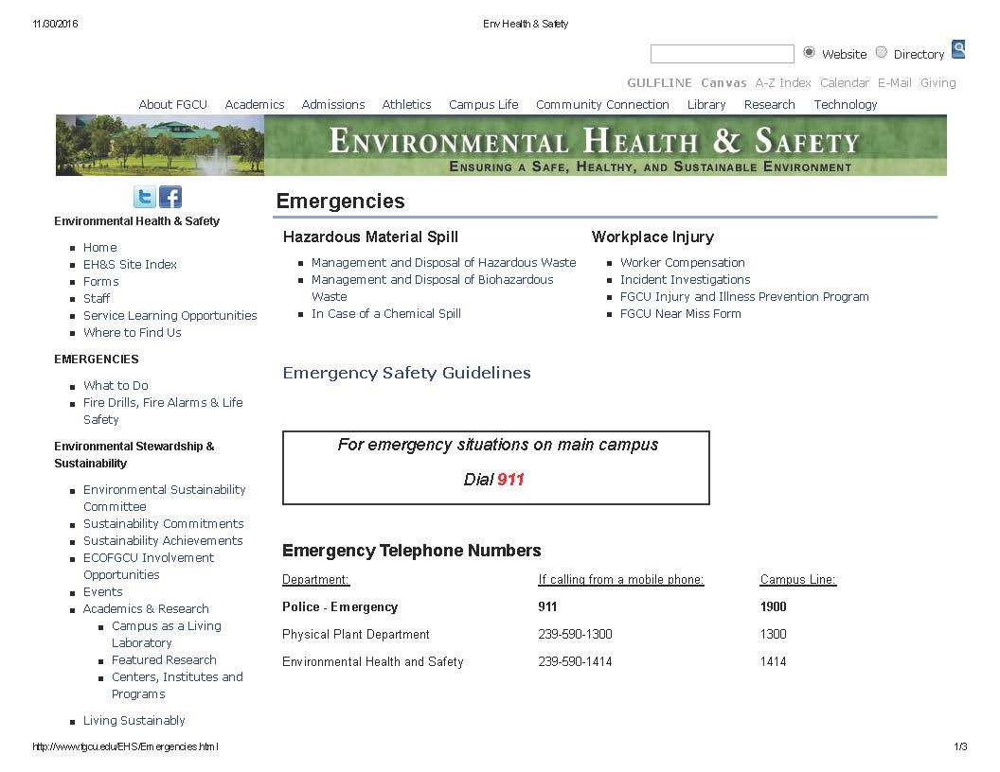 11/30/2016 Env Health & Safety
Website Directory
GULFLINE Canvas A-Z Index Calendar E-Mail Giving
About FGCU Academics Admissions Athletics Campus Life Community Connection Library Research Technology
ENVIRONMENTAL HEALTH & SAFETY
ENSURING A SAFE, HEALTHY, AND SUSTAINABLE ENVIRONMENT
Environmental Health & Safety
Home
EH&S Site Index
Forms
Staff
Service Learning Opportunities
Where to Find Us
EMERGENCIES
What to Do
Fire Drills, Fire Alarms & Life
Safety
Environmental Stewardship &
Sustainability
Environmental Sustainability
Committee
Sustainability Commitments
Sustainability Achievements
ECOFGCU Involvement
Opportunities
Events
Academics & Research
Campus as a Living
Laboratory
Featured Research
Centers, Institutes and
Programs
Living Sustainably
Emergencies
Hazardous Material Spill
Management and Disposal of Hazardous Waste
Management and Disposal of Biohazardous
Waste
In Case of a Chemical Spill
Workplace Injury
Worker Compensation
Incident Investigations
FGCU Injury and Illness Prevention Program
FGCU Near Miss Form
Emergency Safety Guidelines
For emergency situations on main campus
Dial 911
Emergency Telephone Numbers
Department: If calling from a mobile phone: Campus Line:
Police - Emergency 911 1900
Physical Plant Department 239-590-1300 1300
Environmental Health and Safety 239-590-1414 1414
http://www.fgcu.edu/EHS/Emergencies.html 1/3